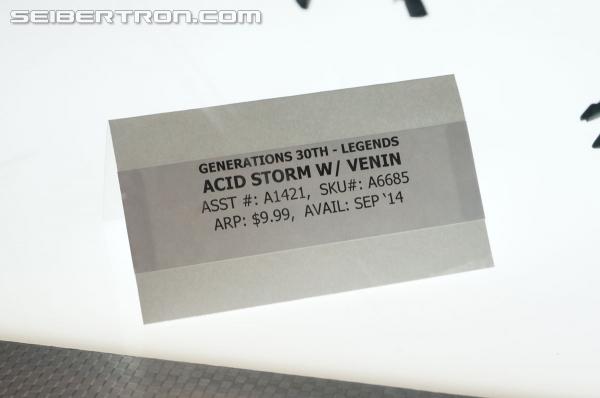 SEIBERTRON.COM
GENERATIONS 30TH - LEGENDS
ACID STORM W/ VENIN
ASST #: A1421, SKU#: A6685
ARP: $9.99, AVAIL: SEP '14